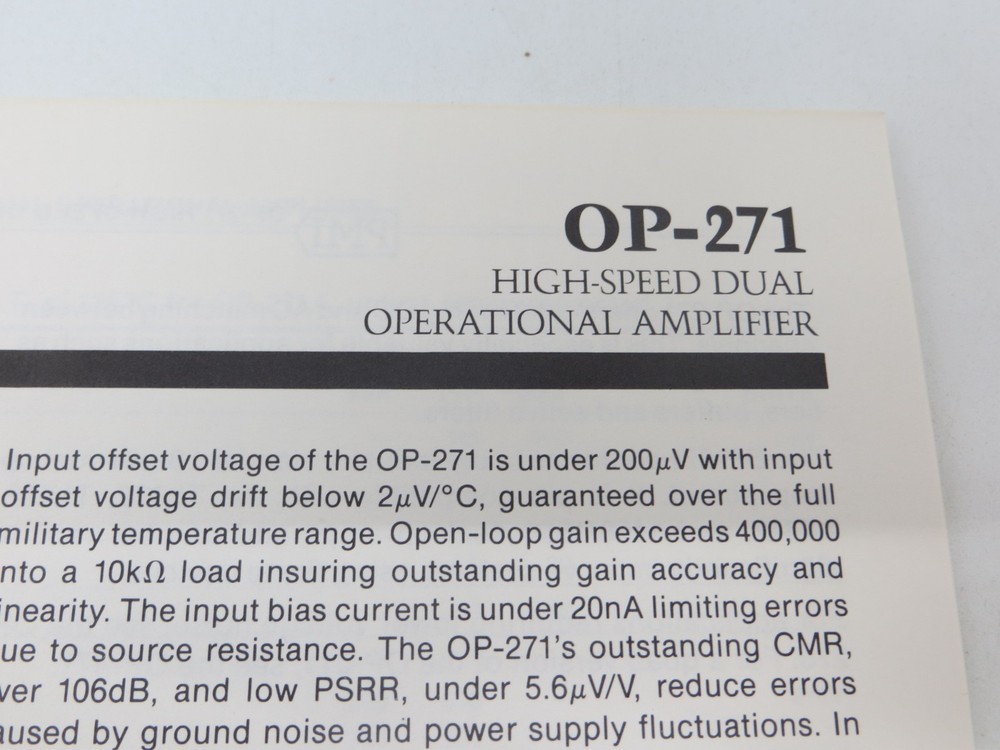 OP-271
HIGH-SPEED DUAL
OPERATIONAL AMPLIFIER
Input offset voltage of the OP-271 is under 200μV with input
offset voltage drift below 2μV/°C, guaranteed over the full
military temperature range. Open-loop gain exceeds 400,000
nto a 10kΩ load insuring outstanding gain accuracy and
inearity. The input bias current is under 20nA limiting errors
ue to source resistance. The OP-271's outstanding CMR,
ver 106dB, and low PSRR, under 5.6μV/V, reduce errors
aused by ground noise and power supply fluctuations. In